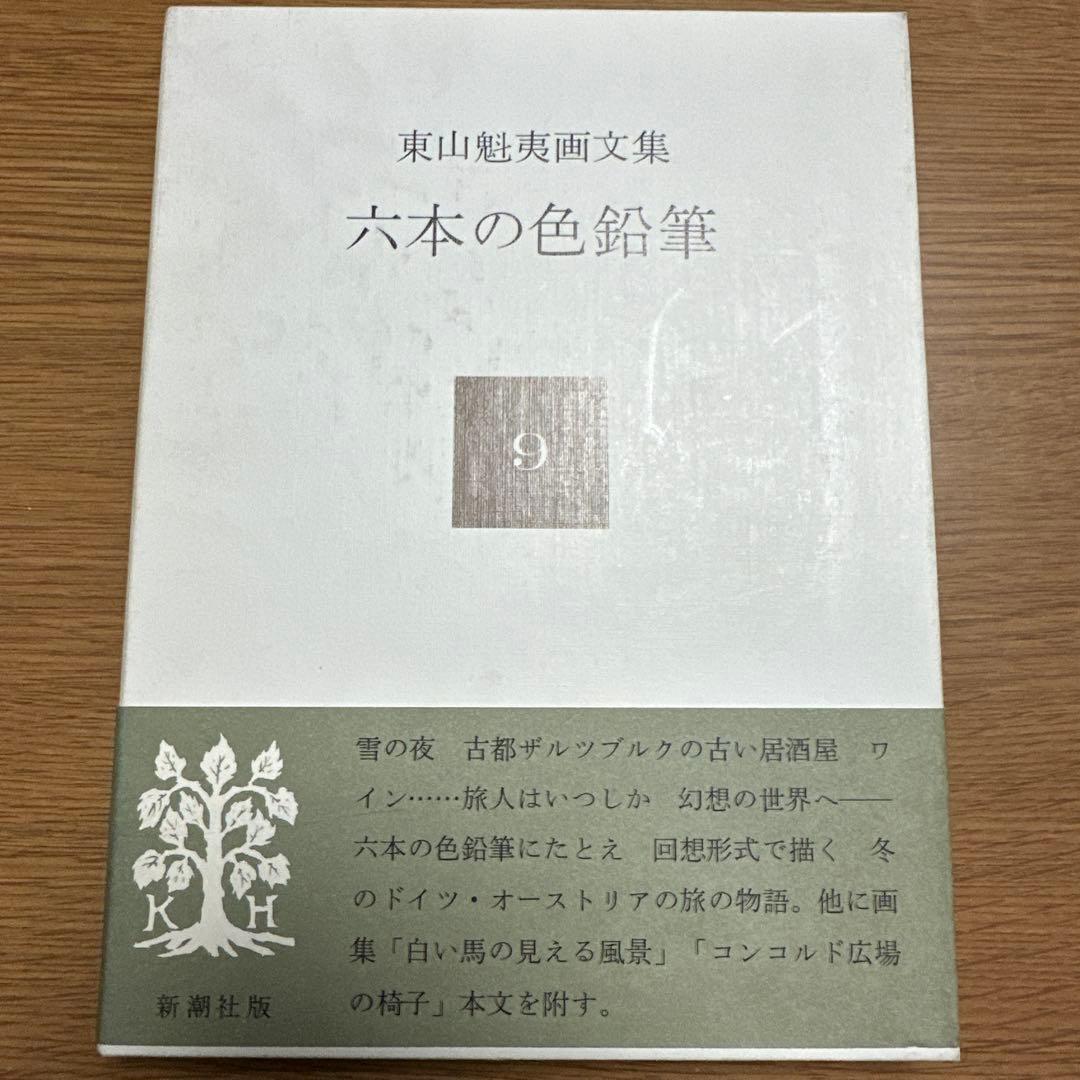 東山魁夷画文集
六本の色鉛筆
9
雪の夜　古都ザルツブルクの古い居酒屋　ワ
イン……旅人はいつしか　幻想の世界へ――
六本の色鉛筆にたとえ　回想形式で描く　冬
のドイツ・オーストリアの旅の物語。他に画
集「白い馬の見える風景」「コンコルド広場
の椅子」本文を附す。
K H
新潮社版